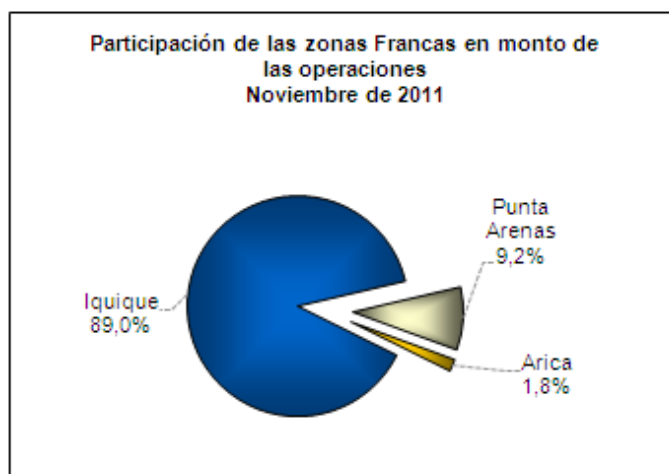 Participación de las zonas Francas en monto de
las operaciones
Noviembre de 2011
Punta
Arenas
9,2%
Iquique
89,0%
Arica
1,8%